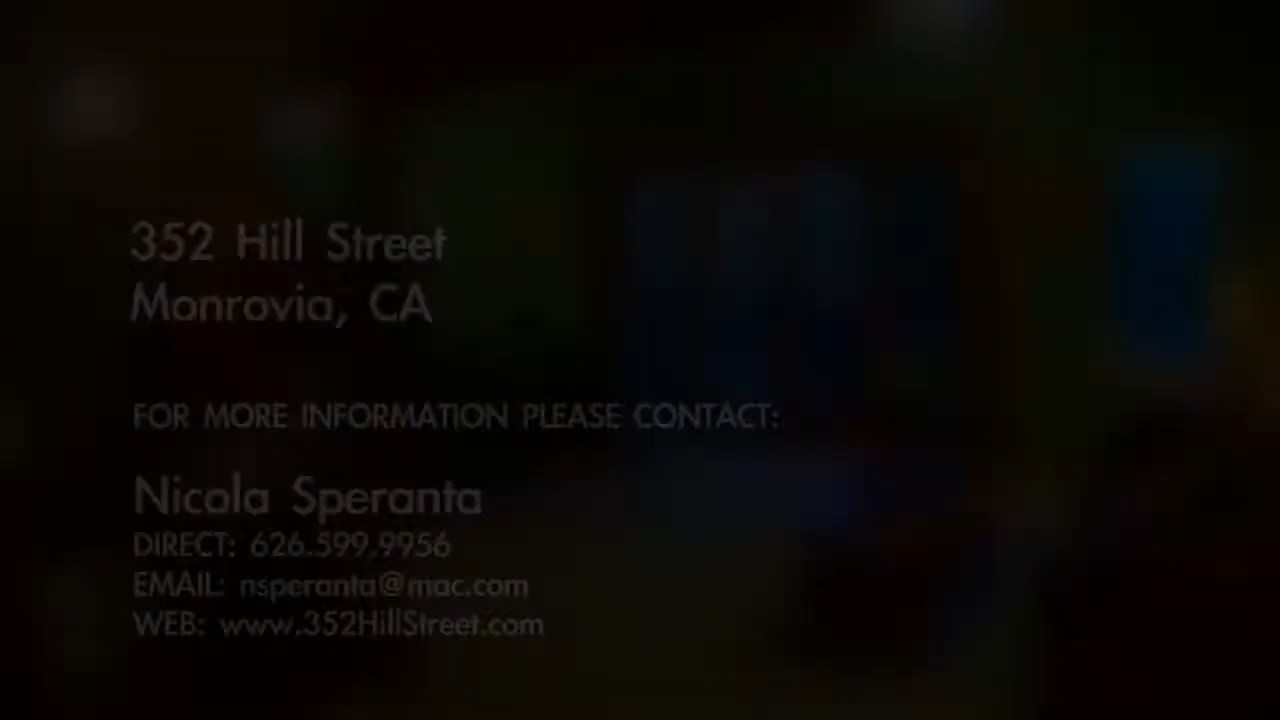 352 Hill Street
Monrovia, CA
FOR MORE INFORMATION PLEASE CONTACT:
Nicola Speranta
DIRECT: 626.599.9956
EMAIL: nsperanta@mac.com
WEB: www.352HillStreet.com